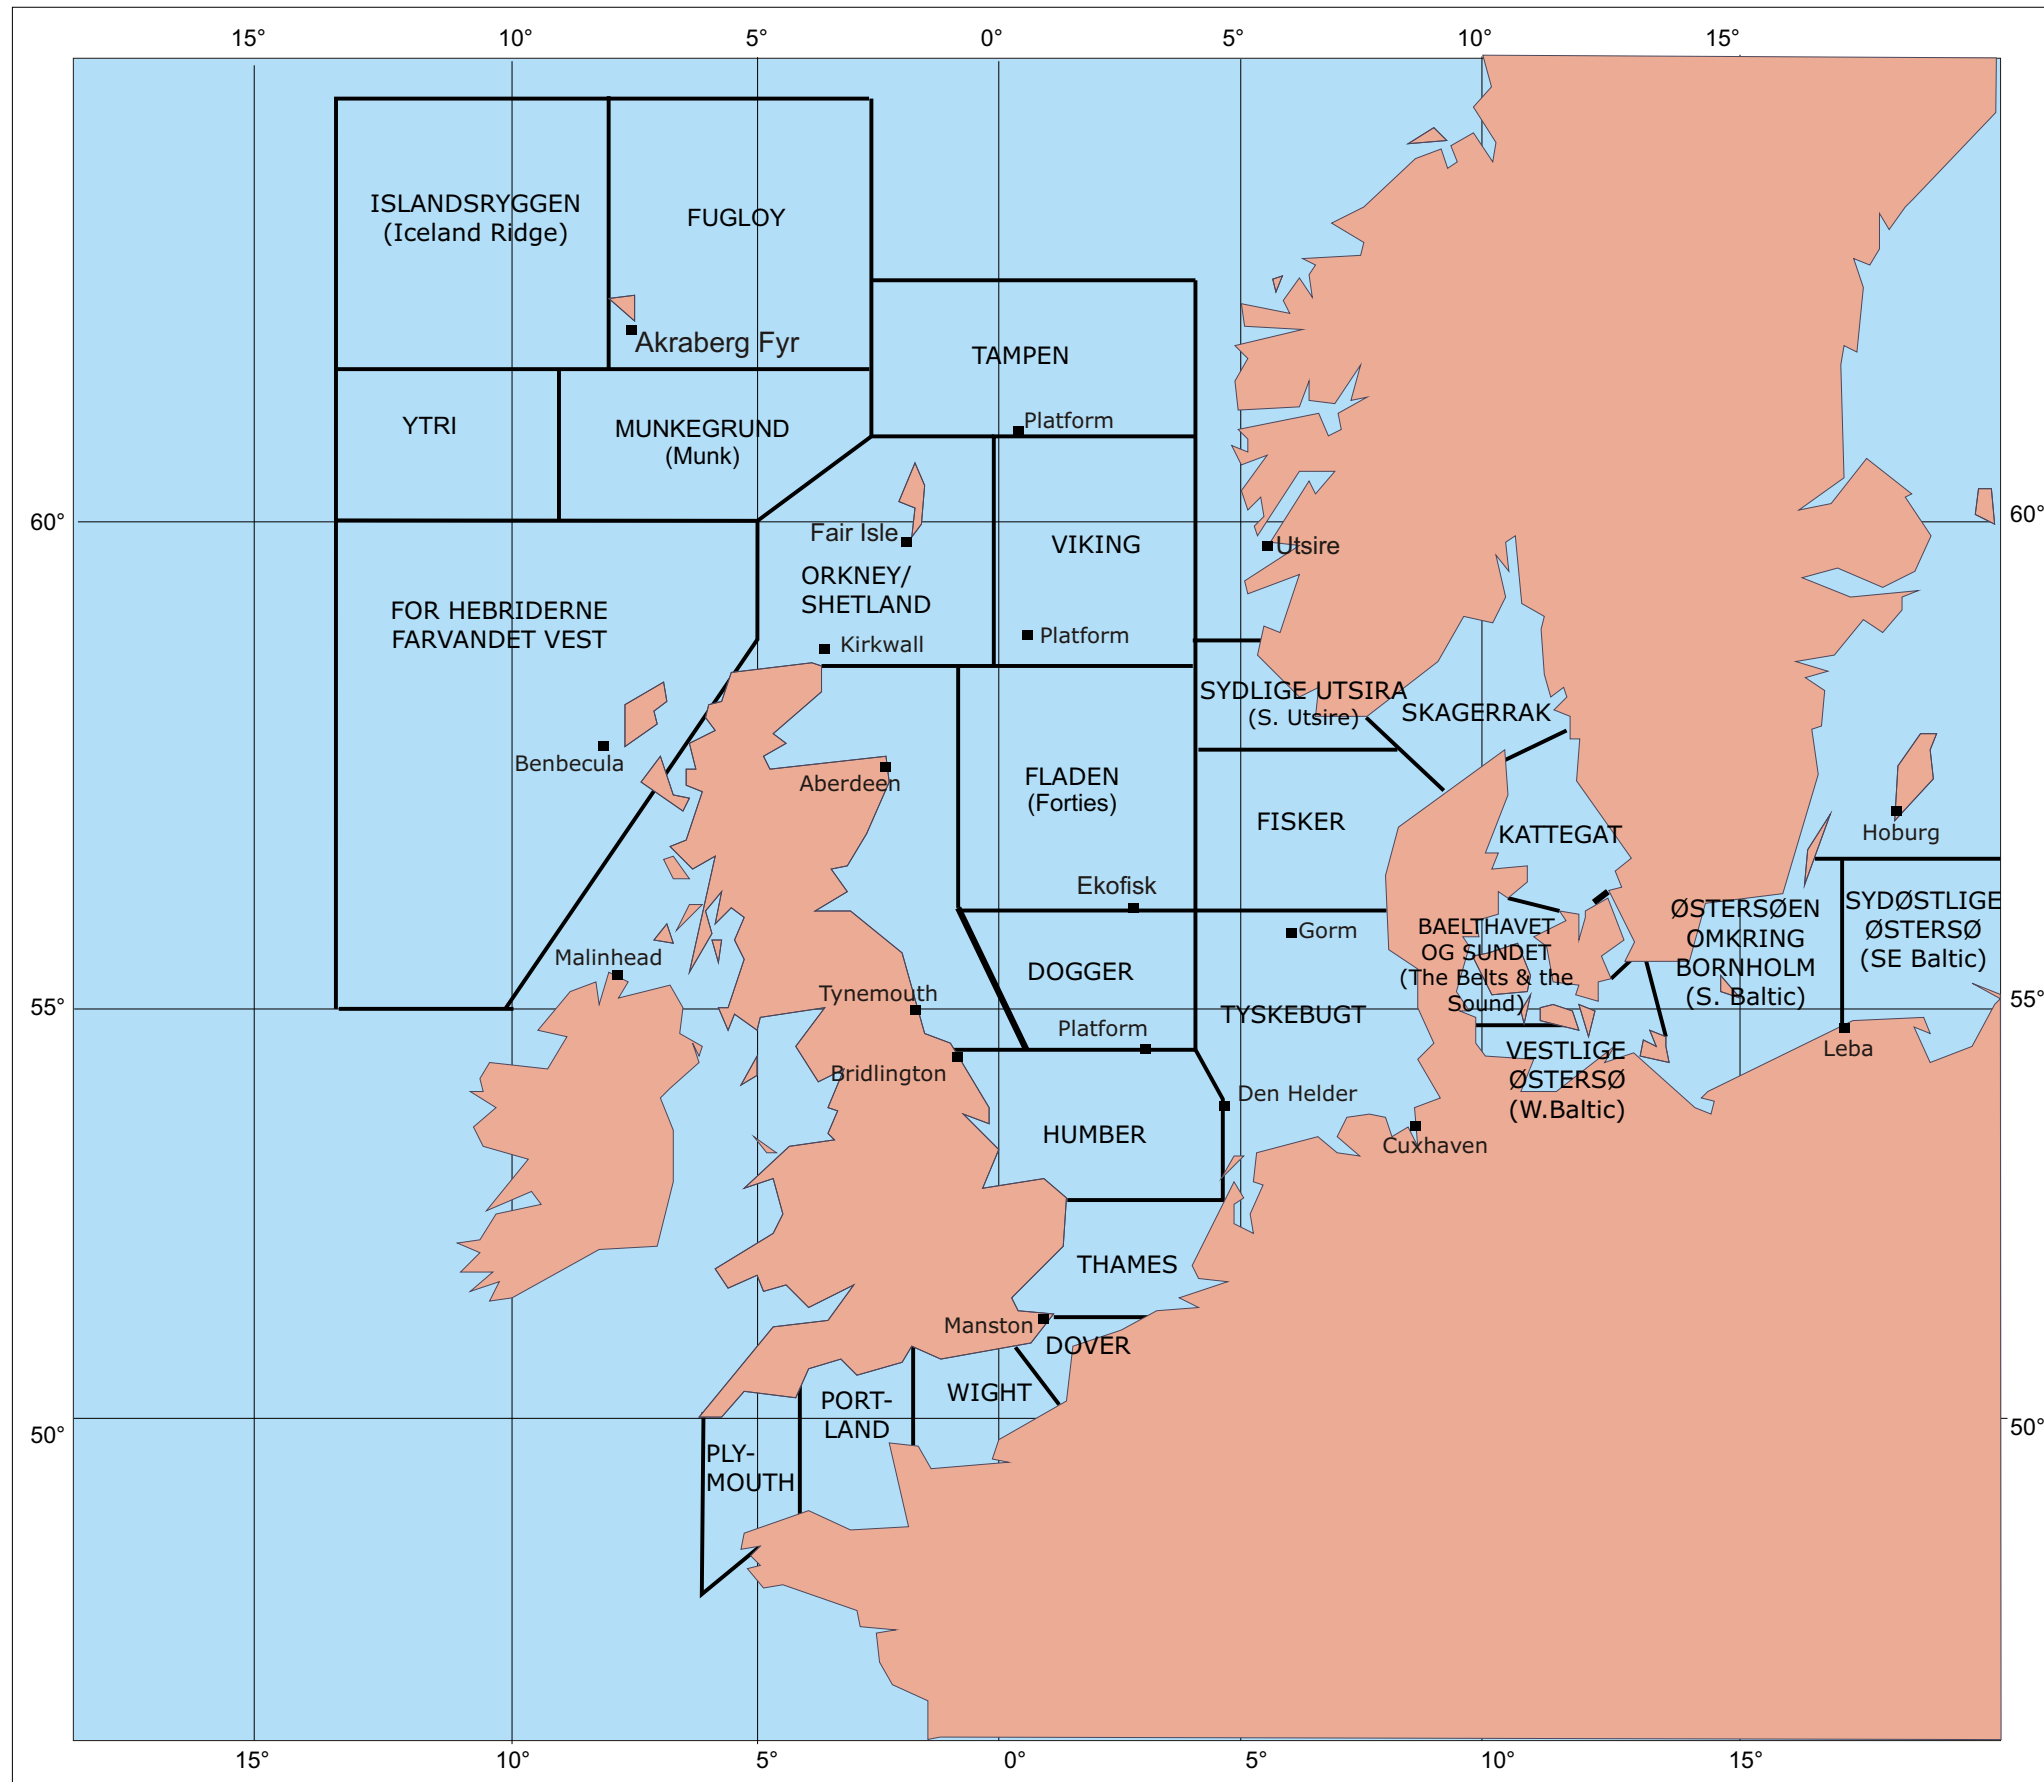 15°
10°
5°
0°
5°
10°
15°
ISLANDSRYGGEN
(Iceland Ridge)
FUGLOY
Akraberg Fyr
TAMPEN
Platform
YTRI
MUNKEGRUND
(Munk)
60°
60°
Fair Isle
VIKING
Utsire
ORKNEY/
SHETLAND
FOR HEBRIDERNE
FARVANDET VEST
Kirkwall
Platform
SYDLIGE UTSIRA
(S. Utsire)
SKAGERRAK
Benbecula
Aberdeen
FLADEN
(Forties)
FISKER
KATTEGAT
Hoburg
Ekofisk
Gorm
BAELTHAVET
OG SUNDET
(The Belts & the
Sound)
ØSTERSØEN
OMKRING
BORNHOLM
(S. Baltic)
SYDØSTLIGE
ØSTERSØ
(SE Baltic)
Malinhead
DOGGER
Tynemouth
55°
55°
TYSKEBUGT
Platform
Leba
Bridlington
VESTLIGE
ØSTERSØ
(W.Baltic)
Den Helder
HUMBER
Cuxhaven
THAMES
Manston
DOVER
WIGHT
PORT-
LAND
50°
50°
PLY-
MOUTH
15°
10°
5°
0°
5°
10°
15°